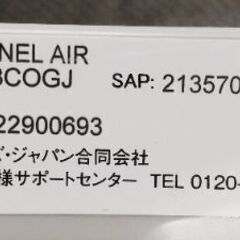 NEL AIR
BCOGJ SAP: 213570
22900693
ズ・ジャパン合同会社
様サポートセンター TEL 0120-